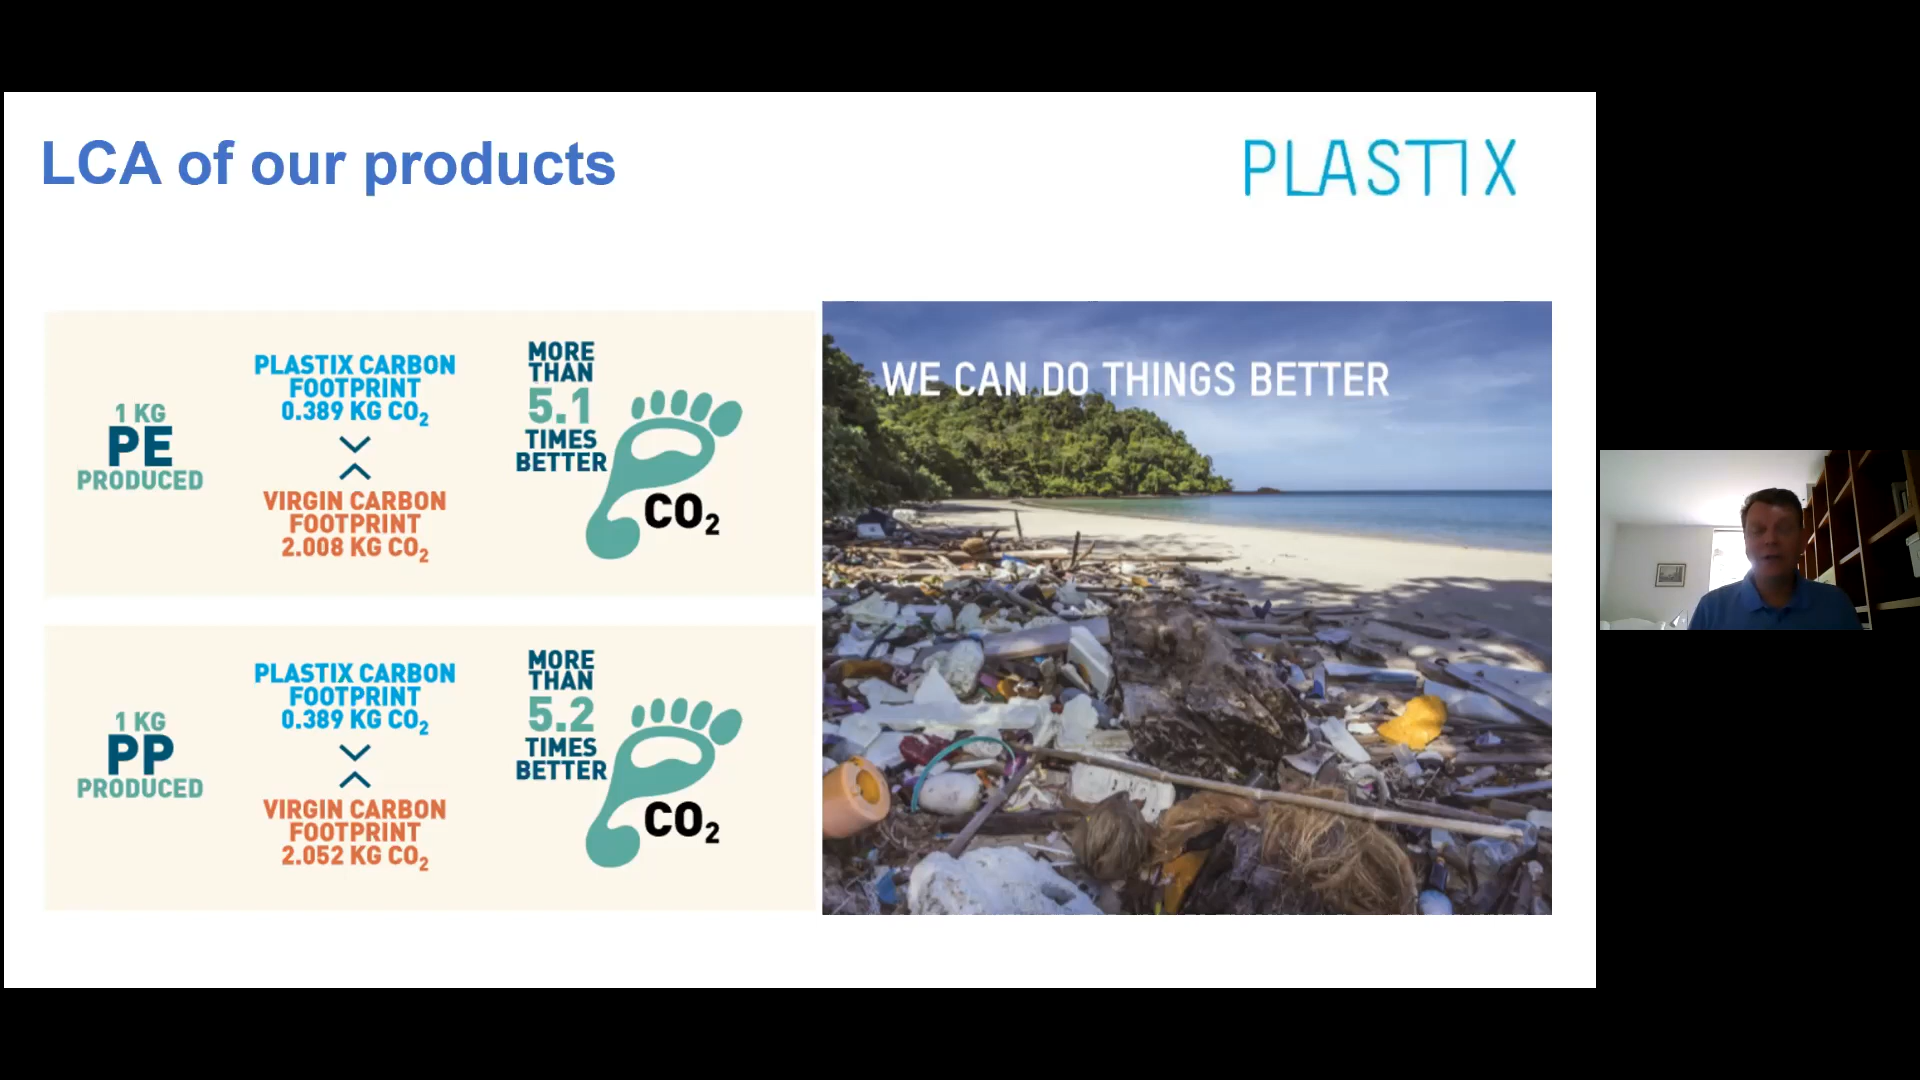 LCA of our products
PLASTIX
1 KG
PE
PRODUCED
PLASTIX CARBON
FOOTPRINT
0.389 KG CO₂
VIRGIN CARBON
FOOTPRINT
2.008 KG CO₂
MORE
THAN
5.1
TIMES
BETTER
CO₂
1 KG
PP
PRODUCED
PLASTIX CARBON
FOOTPRINT
0.389 KG CO₂
VIRGIN CARBON
FOOTPRINT
2.052 KG CO₂
MORE
THAN
5.2
TIMES
BETTER
CO₂
WE CAN DO THINGS BETTER